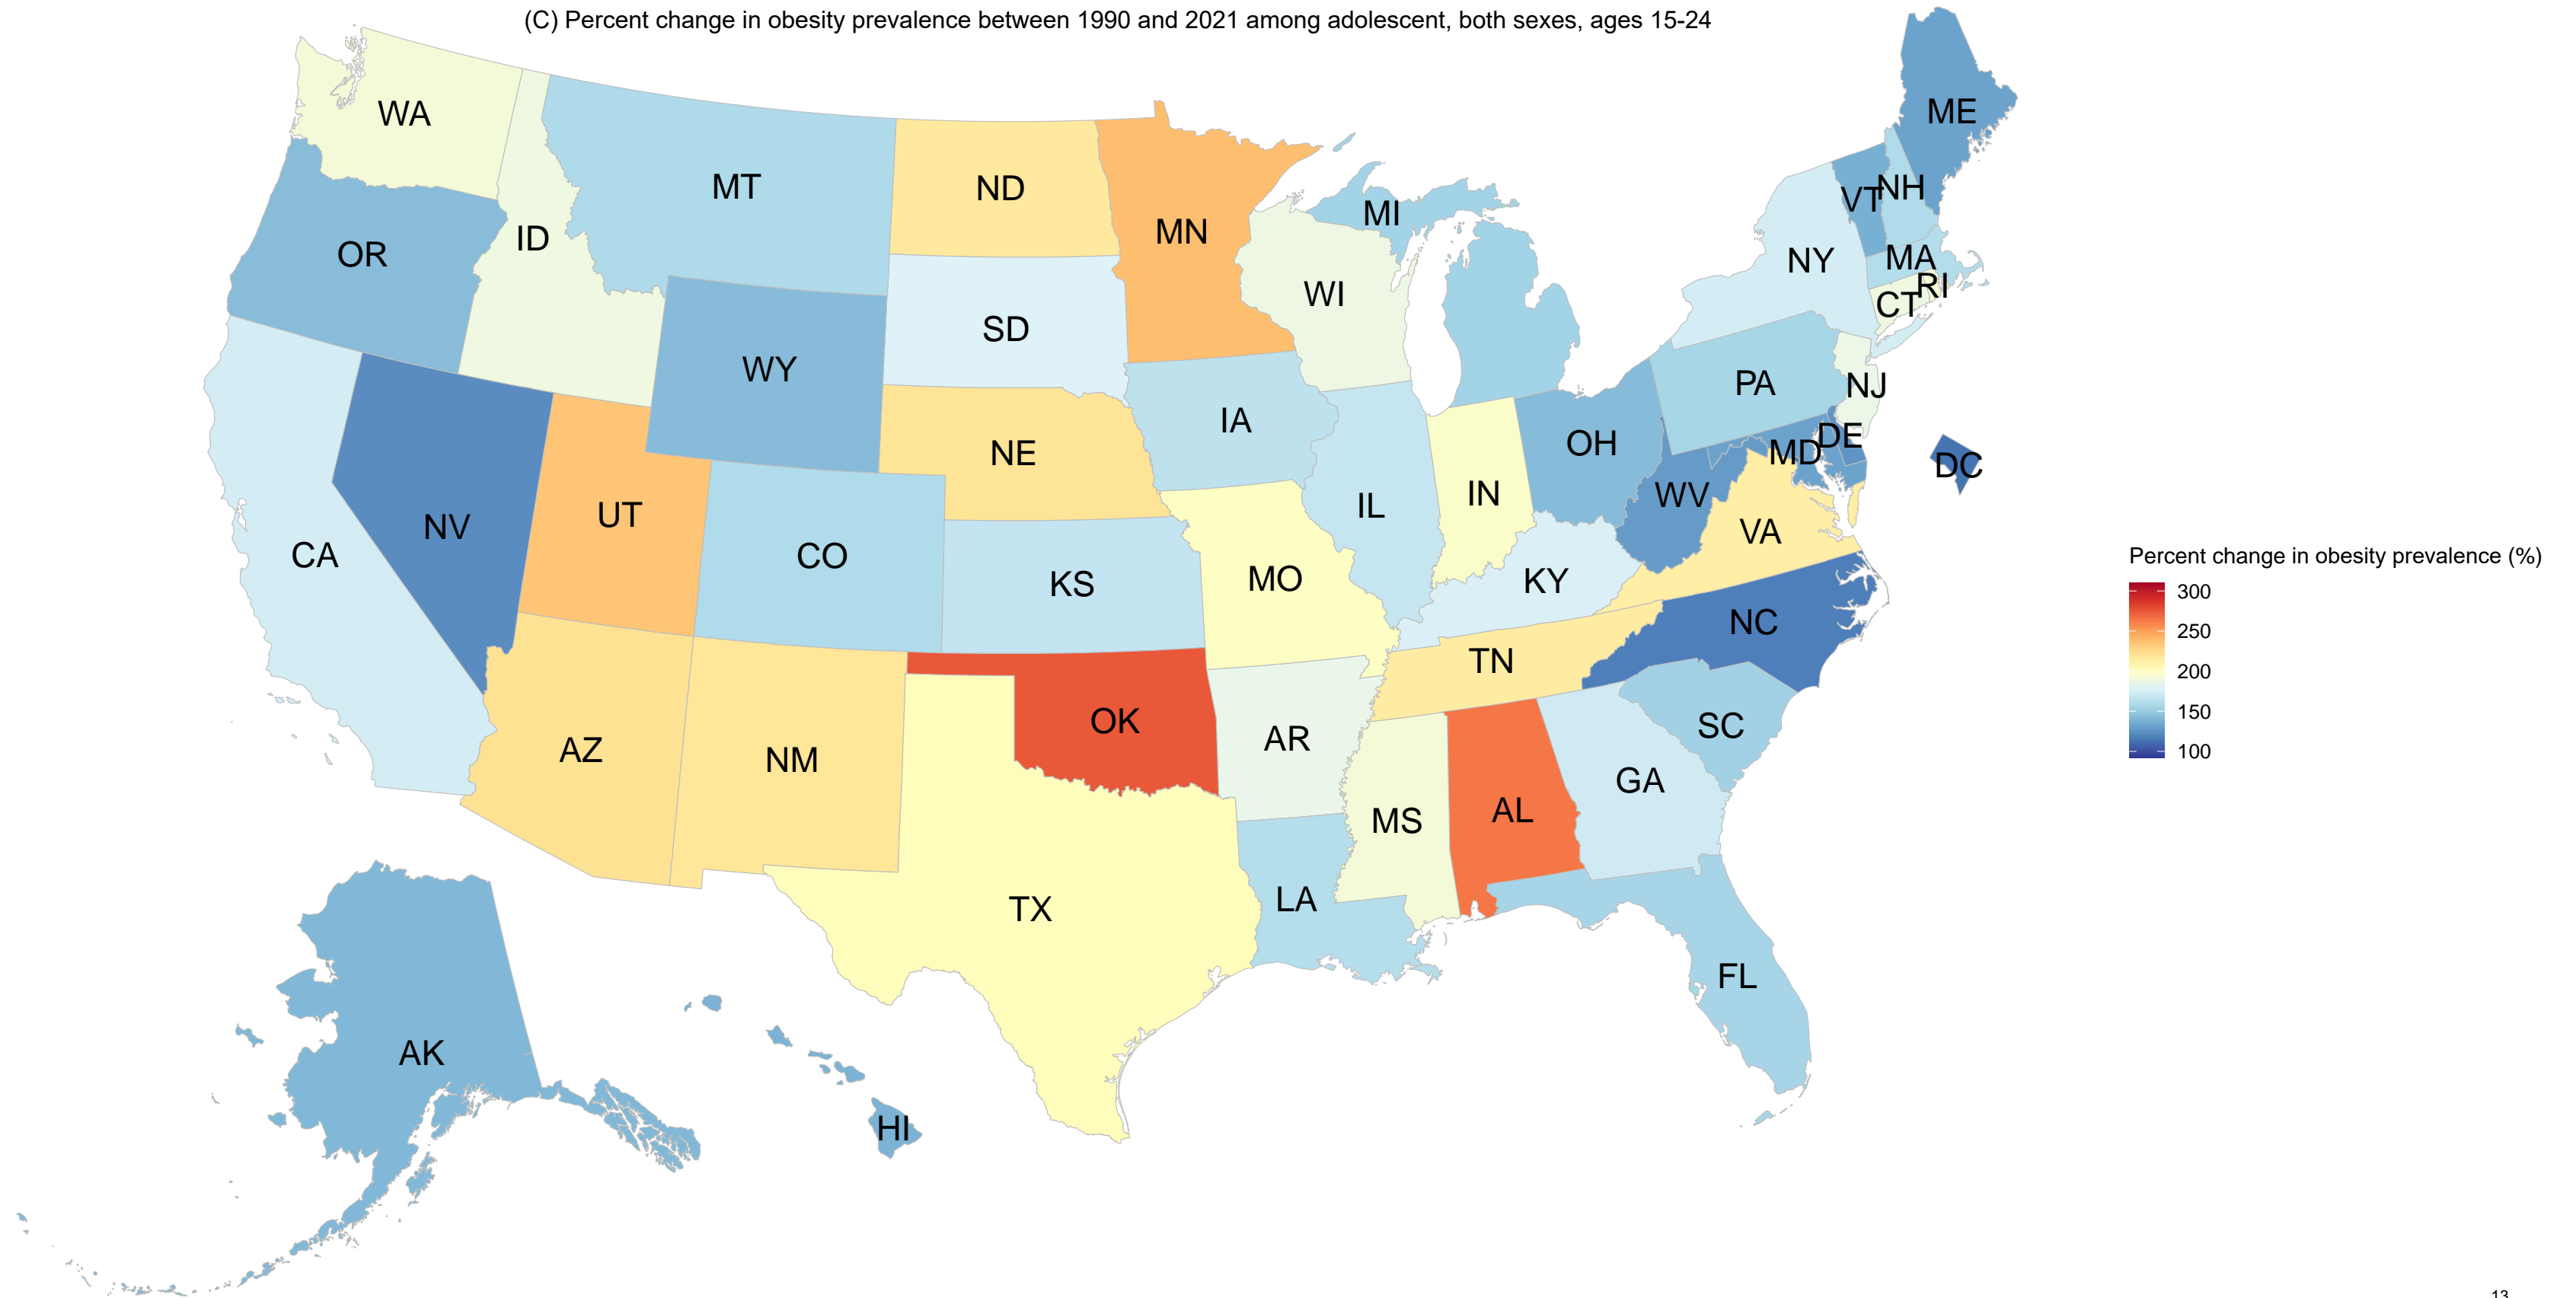 (C) Percent change in obesity prevalence between 1990 and 2021 among adolescent, both sexes, ages 15-24
WA
ME
MT
ND
VT
NH
MN
MI
OR
ID
NY
MA
RI
CT
WI
SD
WY
PA
NJ
IA
OH
DE
MD
NE
DC
IN
WV
IL
UT
NV
VA
CA
CO
KS
MO
KY
Percent change in obesity prevalence (%)
300
250
200
150
100
NC
TN
OK
SC
AR
AZ
NM
GA
AL
MS
LA
TX
FL
AK
HI
13